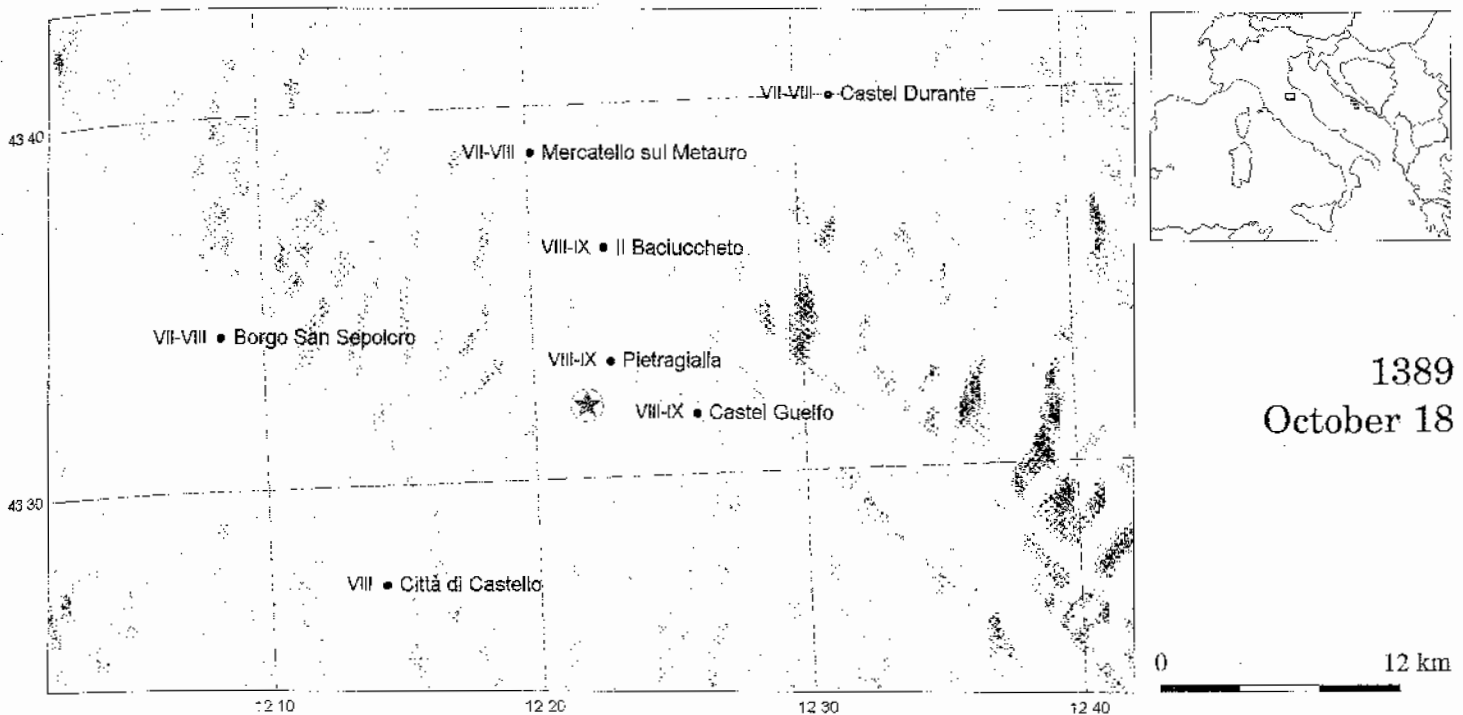 VII-VIII Castel Durante
43 40
VII-VIII Mercatello sul Metauro
VIII-IX Il Baciuccheto
VII-VIII Borgo San Sepolcro
VIII-IX Pietragialla
1389
VIII-IX Castel Guelfo
October 18
43 30
VIII Città di Castello
0 12 km
12 10 12 20 12 30 12 40